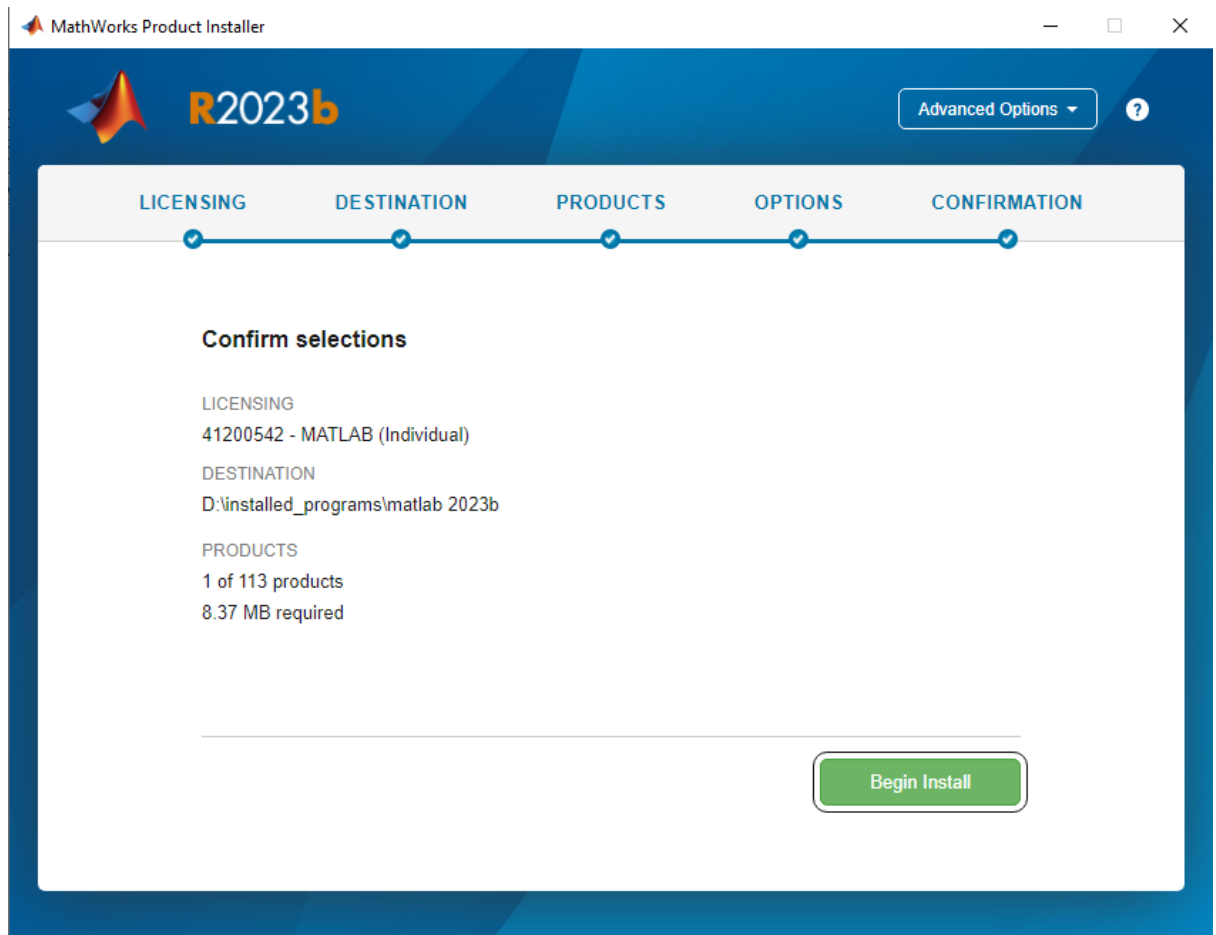 MathWorks Product Installer
R2023b
Advanced Options
?
LICENSING DESTINATION PRODUCTS OPTIONS CONFIRMATION
Confirm selections
LICENSING
41200542 - MATLAB (Individual)
DESTINATION
D:\installed_programs\matlab 2023b
PRODUCTS
1 of 113 products
8.37 MB required
Begin Install